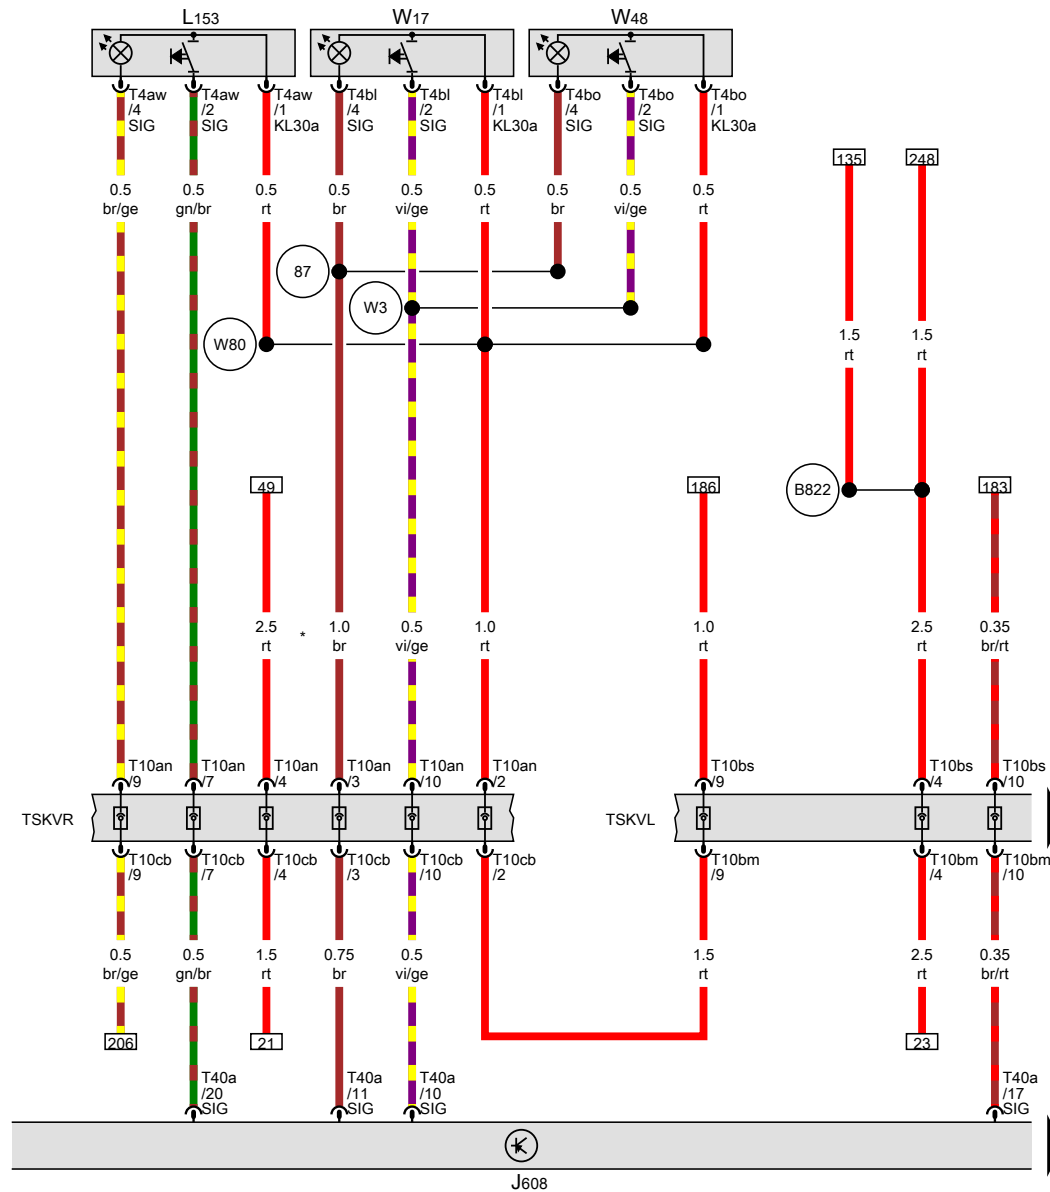 L153 W17 W48
T4aw T4aw T4aw T4bl T4bl T4bl T4bo T4bo T4bo
/4 /2 /1 /4 /2 /1 /4 /2 /1
SIG SIG KL30a SIG SIG KL30a SIG SIG KL30a
135 248
0.5 0.5 0.5 0.5 0.5 0.5 0.5 0.5 0.5
br/ge gn/br rt br vi/ge rt br vi/ge rt
87
W3
W80
1.5 1.5
rt rt
49 186 B822 183
2.5 * 1.0 0.5 1.0 1.0 2.5 0.35
rt br vi/ge rt rt rt br/rt
T10an T10an T10an T10an T10an T10an T10bs T10bs T10bs
/9 /7 /4 /3 /10 /2 /9 /4 /10
TSKVR TSKVL
T10cb T10cb T10cb T10cb T10cb T10cb T10bm T10bm T10bm
/9 /7 /4 /3 /10 /2 /9 /4 /10
0.5 0.5 1.5 0.75 0.5 1.5 2.5 0.35
br/ge gn/br rt br vi/ge rt rt br/rt
206 21 23
T40a T40a T40a T40a
/20 /11 /10 /17
SIG SIG SIG SIG
J608